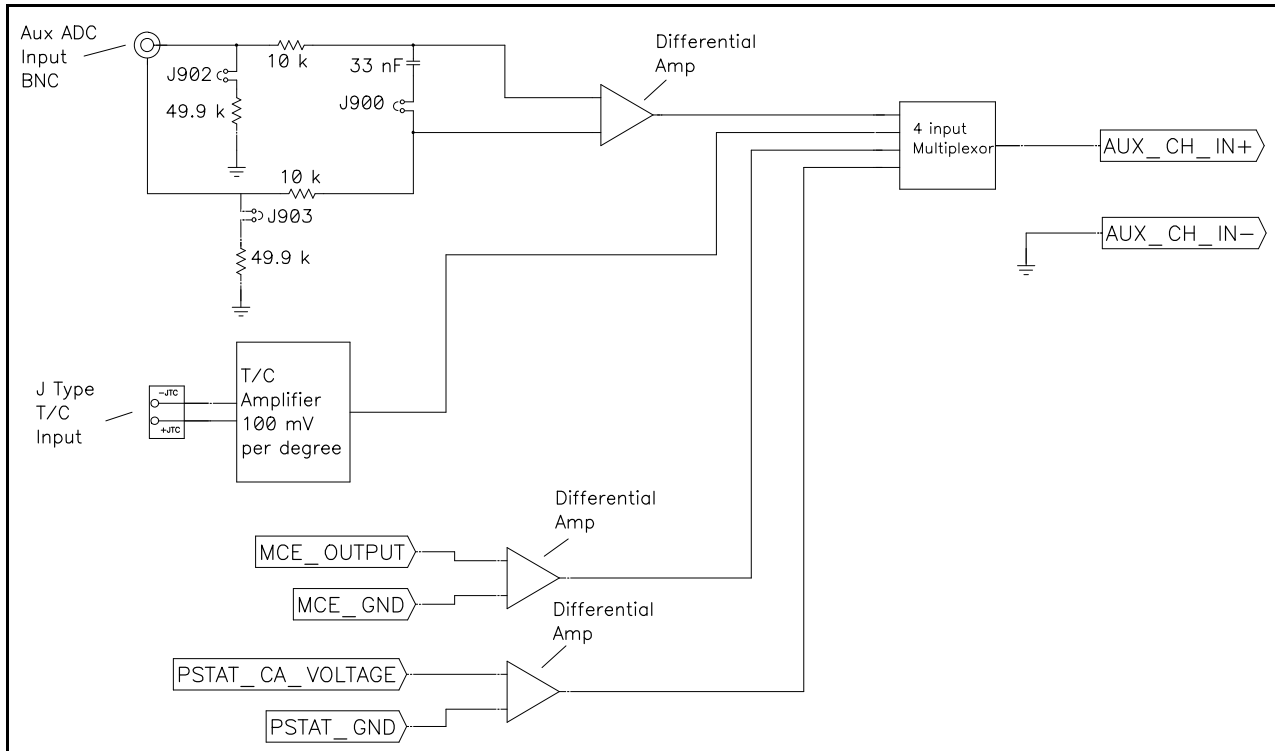 Aux ADC
Input
BNC
J902
10 k
33 nF
J900
49.9 k
10 k
J903
49.9 k
Differential
Amp
4 input
Multiplexor
AUX_CH_IN+
AUX_CH_IN−
J Type
T/C
Input
−JTC
+JTC
T/C
Amplifier
100 mV
per degree
Differential
Amp
MCE_OUTPUT
MCE_GND
Differential
Amp
PSTAT_CA_VOLTAGE
PSTAT_GND